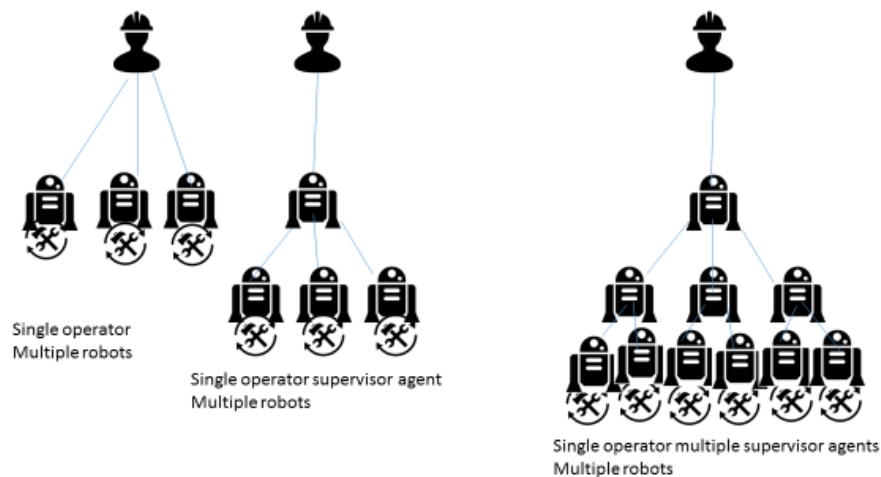 Single operator
Multiple robots
Single operator supervisor agent
Multiple robots
Single operator multiple supervisor agents
Multiple robots